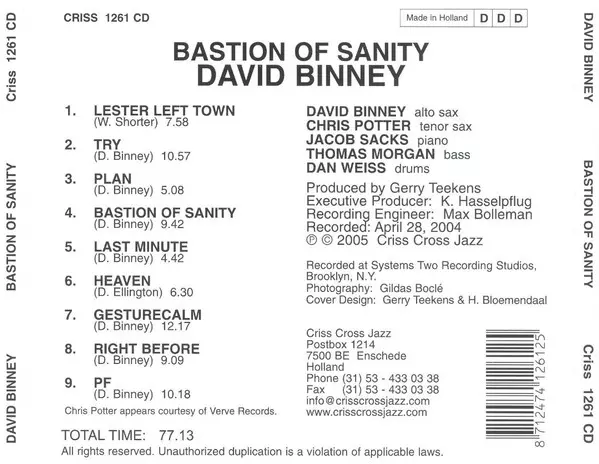 CRISS 1261 CD
Made in Holland D D D
BASTION OF SANITY
DAVID BINNEY
1. LESTER LEFT TOWN
(W. Shorter) 7.58
2. TRY
(D. Binney) 10.57
3. PLAN
(D. Binney) 5.08
4. BASTION OF SANITY
(D. Binney) 9.42
5. LAST MINUTE
(D. Binney) 4.42
6. HEAVEN
(D. Ellington) 6.30
7. GESTURECALM
(D. Binney) 12.17
8. RIGHT BEFORE
(D. Binney) 9.09
9. PF
(D. Binney) 10.18
Chris Potter appears courtesy of Verve Records.
TOTAL TIME: 77.13
All rights reserved. Unauthorized duplication is a violation of applicable laws.
DAVID BINNEY alto sax
CHRIS POTTER tenor sax
JACOB SACKS piano
THOMAS MORGAN bass
DAN WEISS drums
Produced by Gerry Teekens
Executive Producer: K. Hasselpflug
Recording Engineer: Max Bolleman
Recorded: April 28, 2004
℗ © 2005 Criss Cross Jazz
Recorded at Systems Two Recording Studios,
Brooklyn, N.Y.
Photography: Gildas Boclé
Cover Design: Gerry Teekens & H. Bloemendaal
Criss Cross Jazz
Postbox 1214
7500 BE Enschede
Holland
Phone (31) 53 - 433 03 38
Fax (31) 53 - 433 03 38
info@crisscrossjazz.com
www.crisscrossjazz.com
8 712474 126125
DAVID BINNEY BASTION OF SANITY Criss 1261 CD
DAVID BINNEY BASTION OF SANITY Criss 1261 CD